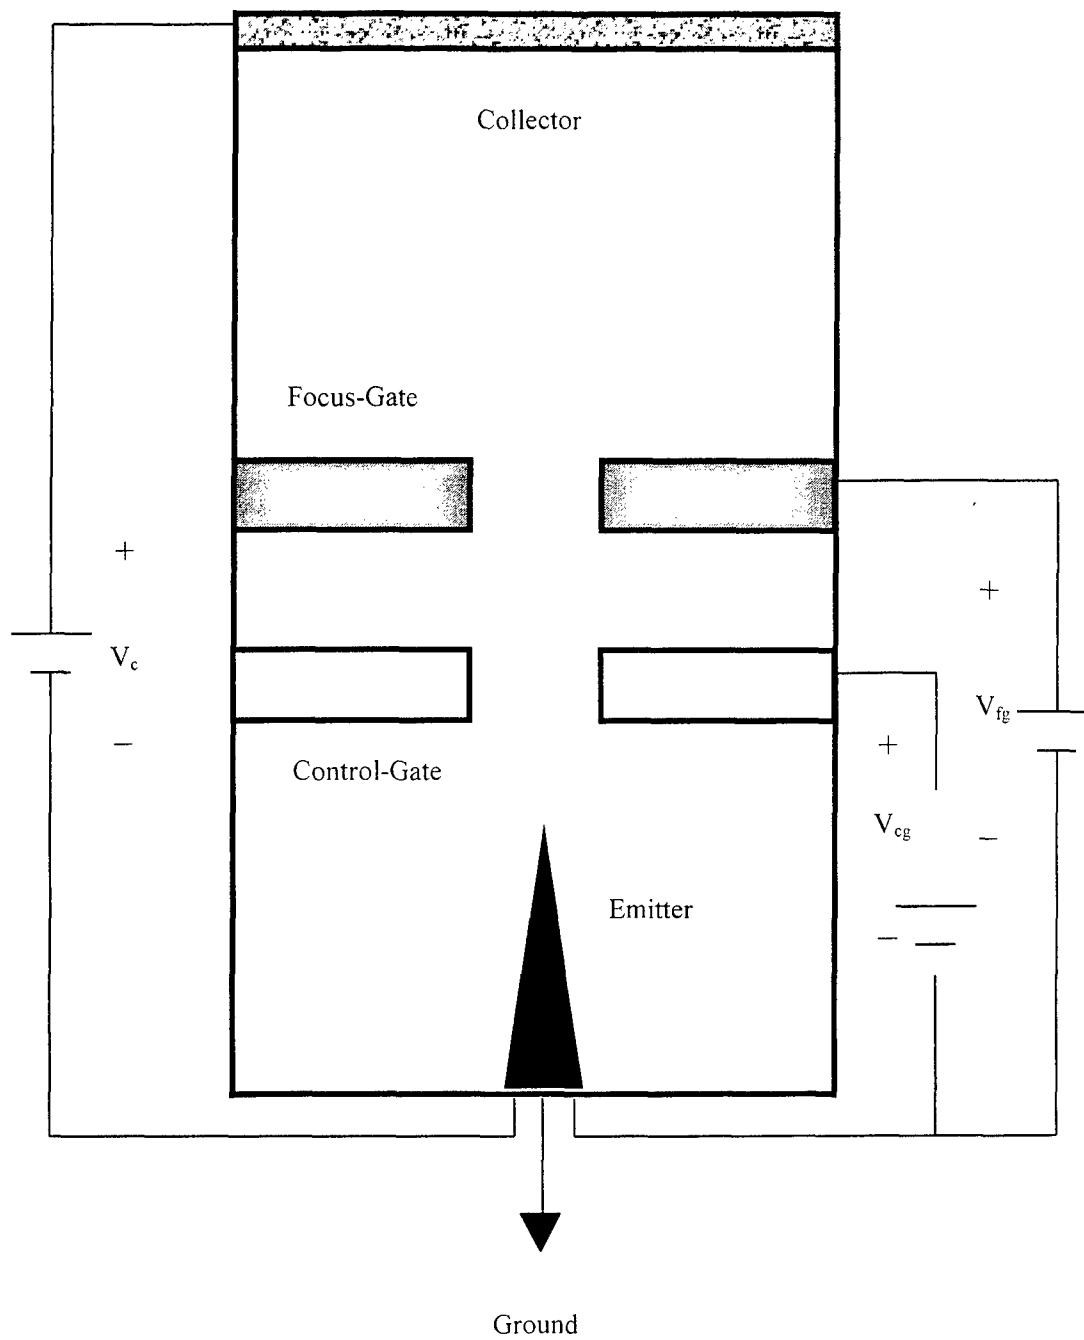 Collector
Focus-Gate
+
+
V_c
V_fg
−
+
Control-Gate
V_cg
−
Emitter
−
Ground